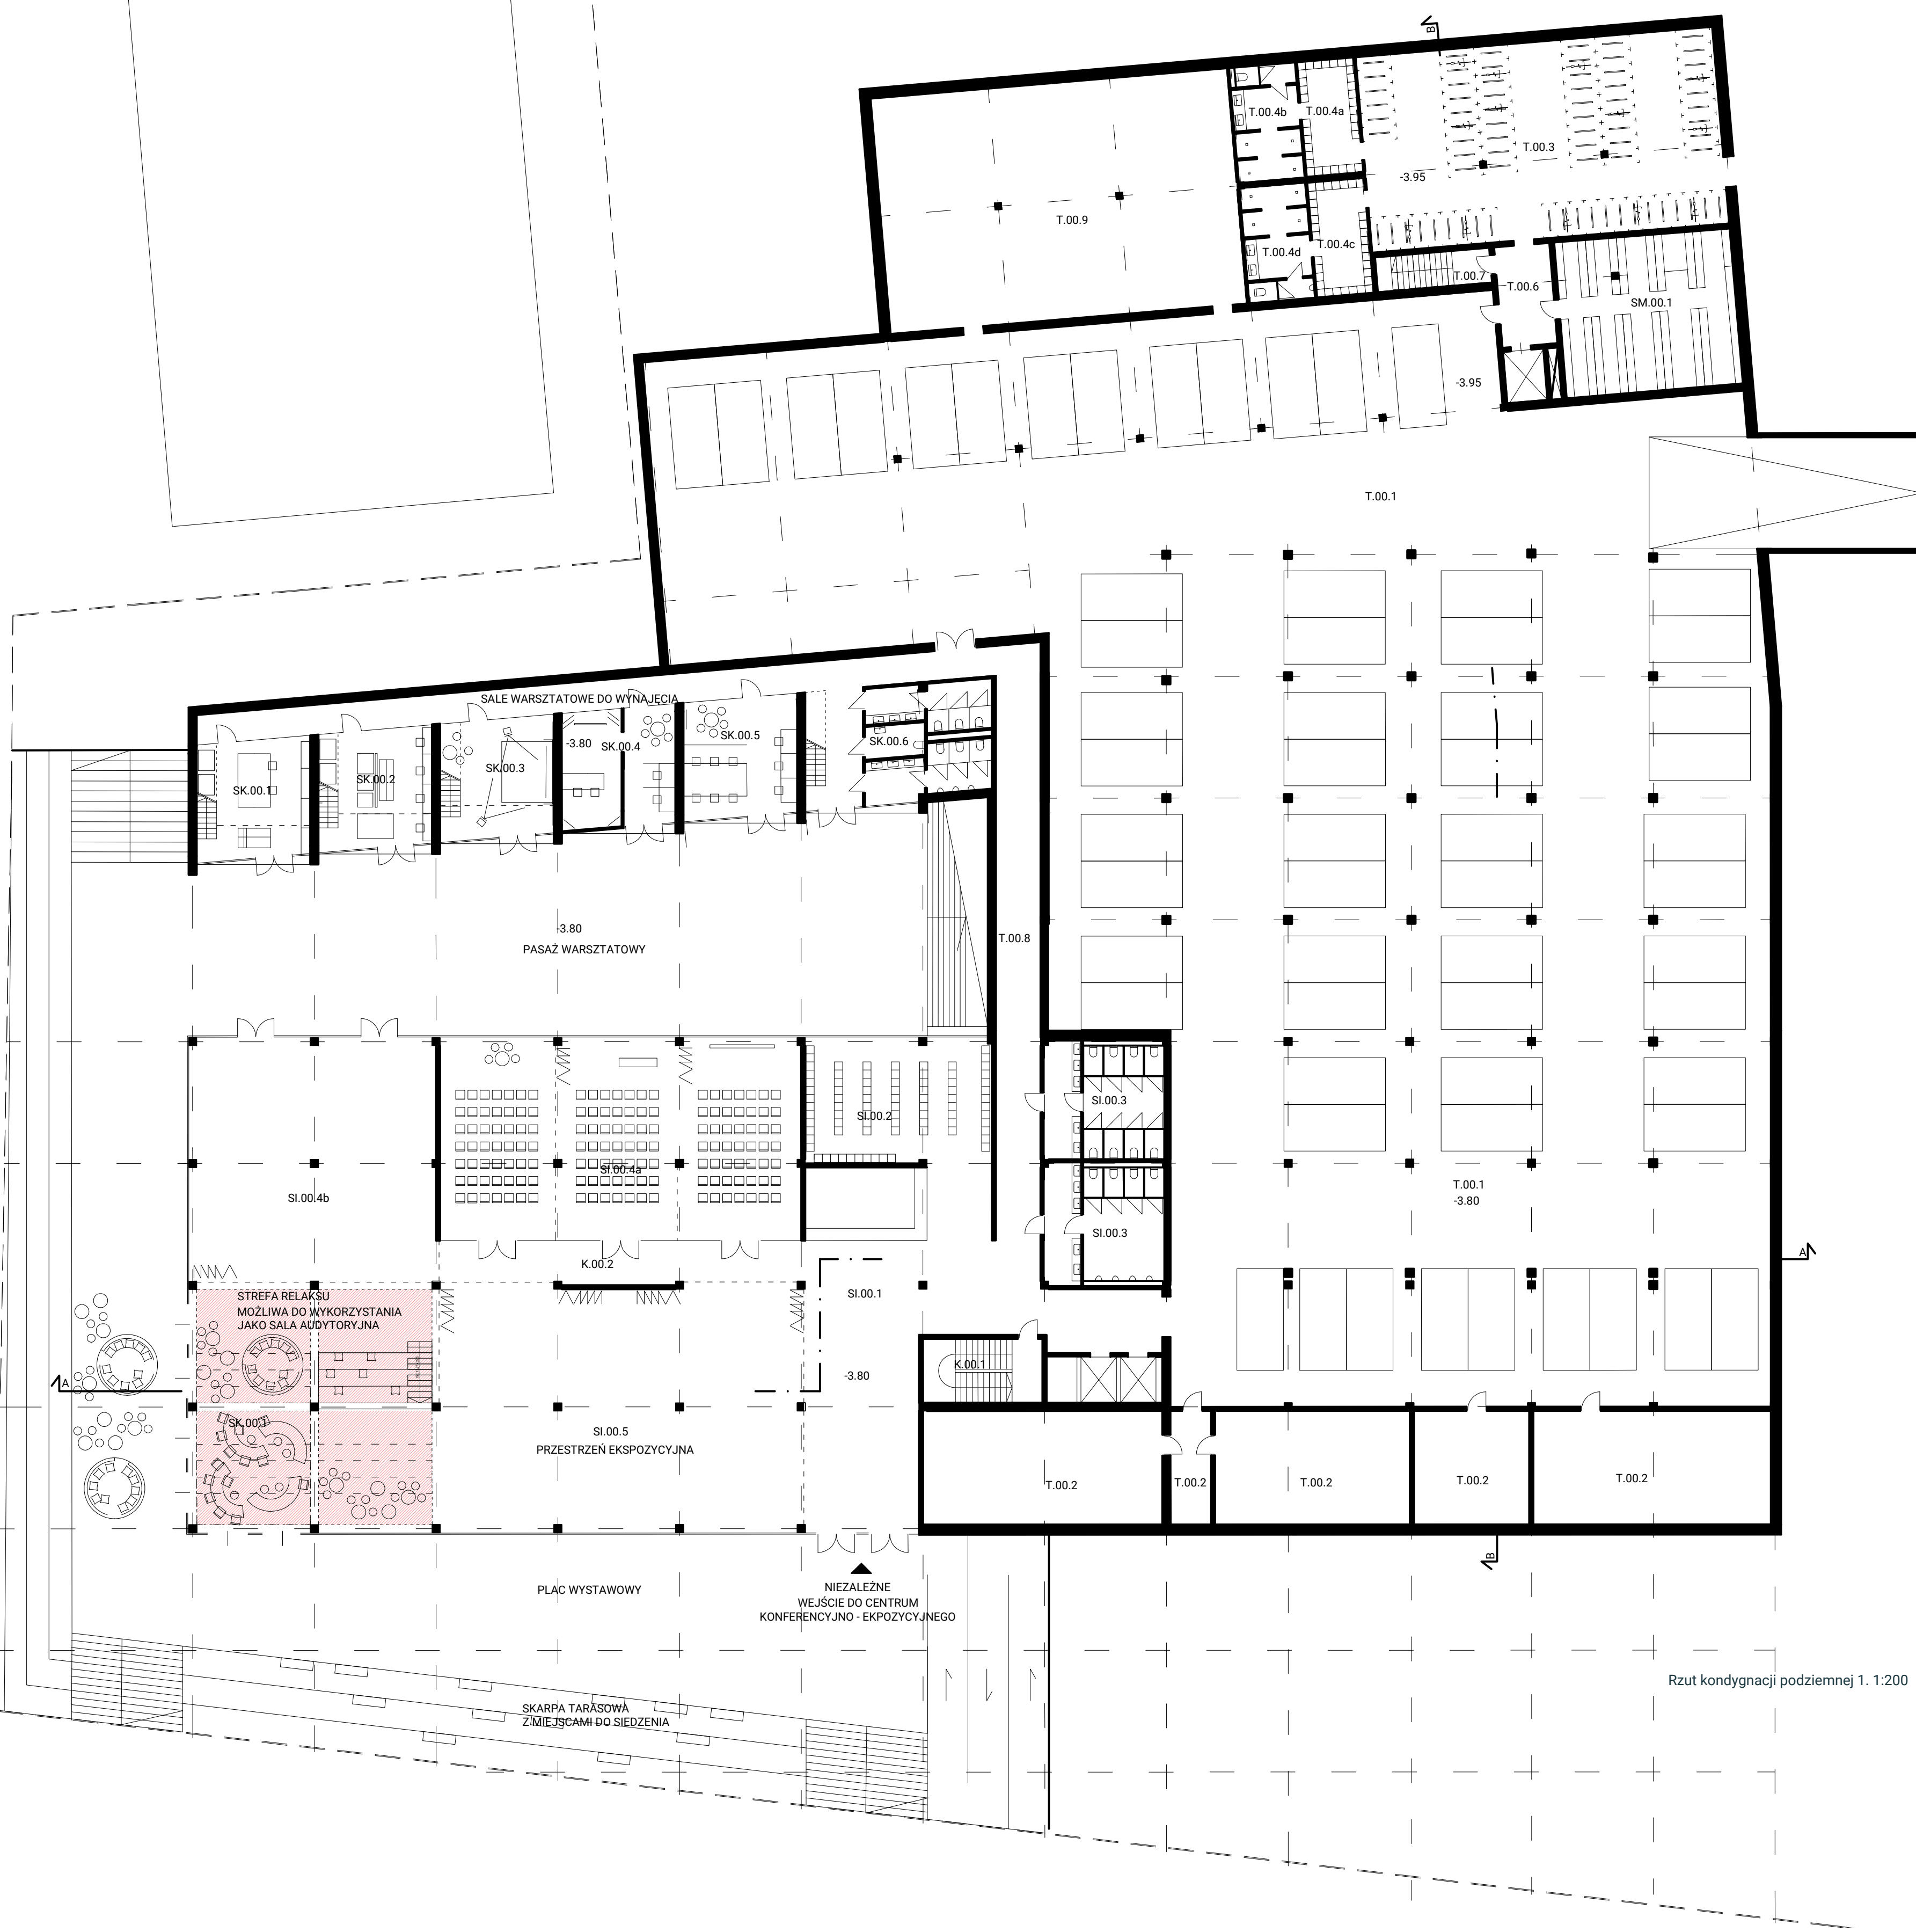 B
T.00.4b
T.00.4a
T.00.3
-3.95
T.00.9
T.00.4d
T.00.4c
T.00.7
T.00.6
SM.00.1
-3.95
T.00.1
SALE WARSZTATOWE DO WYNAJĘCIA
SK.00.1
SK.00.2
SK.00.3
-3.80
SK.00.4
SK.00.5
SK.00.6
-3.80
PASAŻ WARSZTATOWY
T.00.8
SI.00.2
SI.00.3
SI.00.4a
SI.00.4b
T.00.1
-3.80
SI.00.3
A
K.00.2
SI.00.1
STREFA RELAKSU
MOŻLIWA DO WYKORZYSTANIA
JAKO SALA AUDYTORYJNA
K.00.1
-3.80
A
SK.00.1
SI.00.5
PRZESTRZEŃ EKSPOZYCYJNA
T.00.2
T.00.2
T.00.2
T.00.2
T.00.2
B
PLAC WYSTAWOWY
NIEZALEŻNE
WEJŚCIE DO CENTRUM
KONFERENCYJNO - EKPOZYCYJNEGO
Rzut kondygnacji podziemnej 1. 1:200
SKARPA TARASOWA
Z MIEJSCAMI DO SIEDZENIA